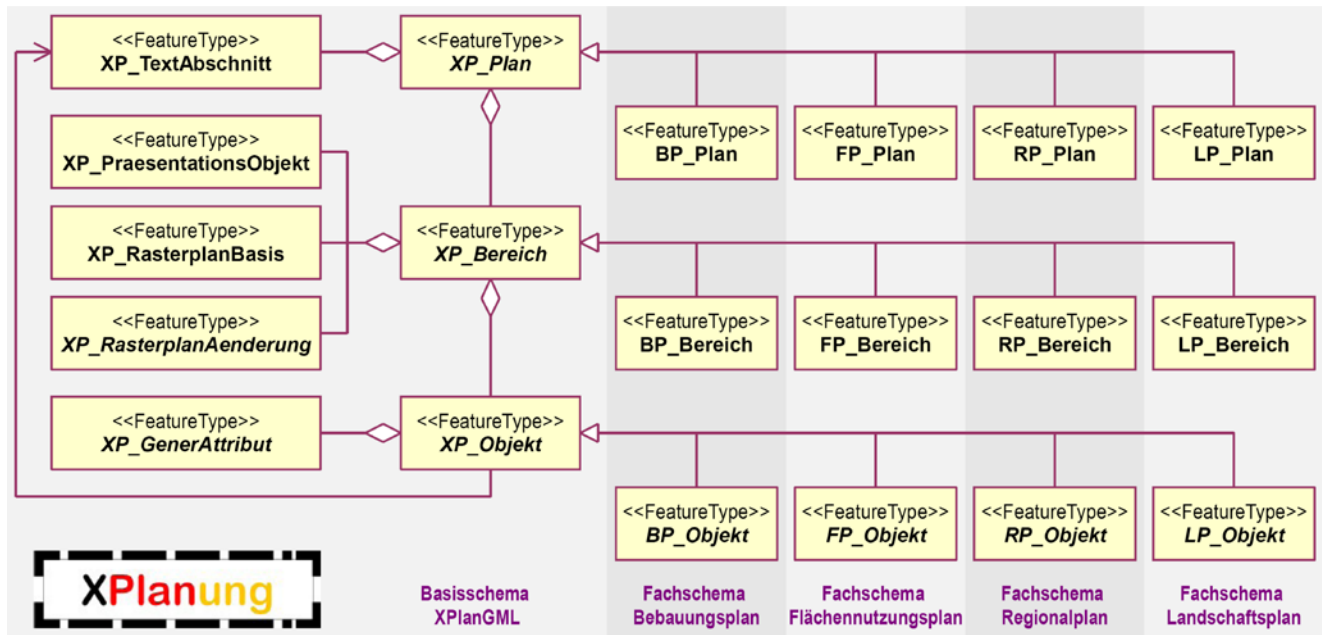 <<FeatureType>>
XP_TextAbschnitt
<<FeatureType>>
XP_Plan
<<FeatureType>>
XP_PraesentationsObjekt
<<FeatureType>>
BP_Plan
<<FeatureType>>
FP_Plan
<<FeatureType>>
RP_Plan
<<FeatureType>>
LP_Plan
<<FeatureType>>
XP_RasterplanBasis
<<FeatureType>>
XP_Bereich
<<FeatureType>>
XP_RasterplanAenderung
<<FeatureType>>
BP_Bereich
<<FeatureType>>
FP_Bereich
<<FeatureType>>
RP_Bereich
<<FeatureType>>
LP_Bereich
<<FeatureType>>
XP_GenerAttribut
<<FeatureType>>
XP_Objekt
<<FeatureType>>
BP_Objekt
<<FeatureType>>
FP_Objekt
<<FeatureType>>
RP_Objekt
<<FeatureType>>
LP_Objekt
XPlanung
Basisschema
XPlanGML
Fachschema
Bebauungsplan
Fachschema
Flächennutzungsplan
Fachschema
Regionalplan
Fachschema
Landschaftsplan